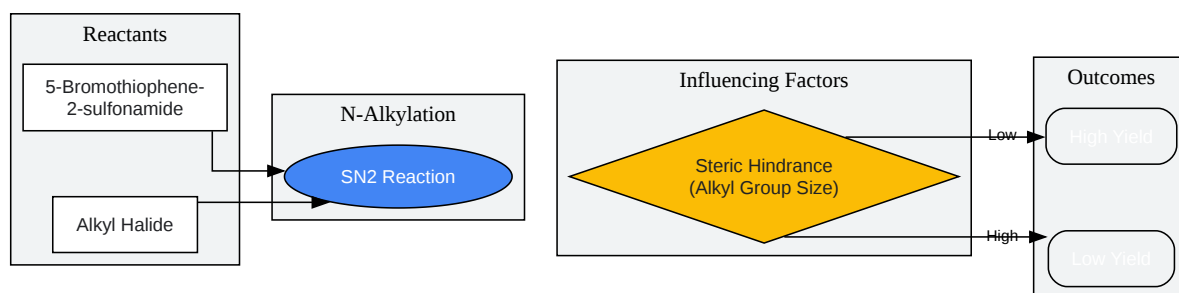 Reactants
5-Bromothiophene-
2-sulfonamide
Alkyl Halide
N-Alkylation
SN2 Reaction
Influencing Factors
Steric Hindrance
(Alkyl Group Size)
Low
High
Outcomes
High Yield
Low Yield